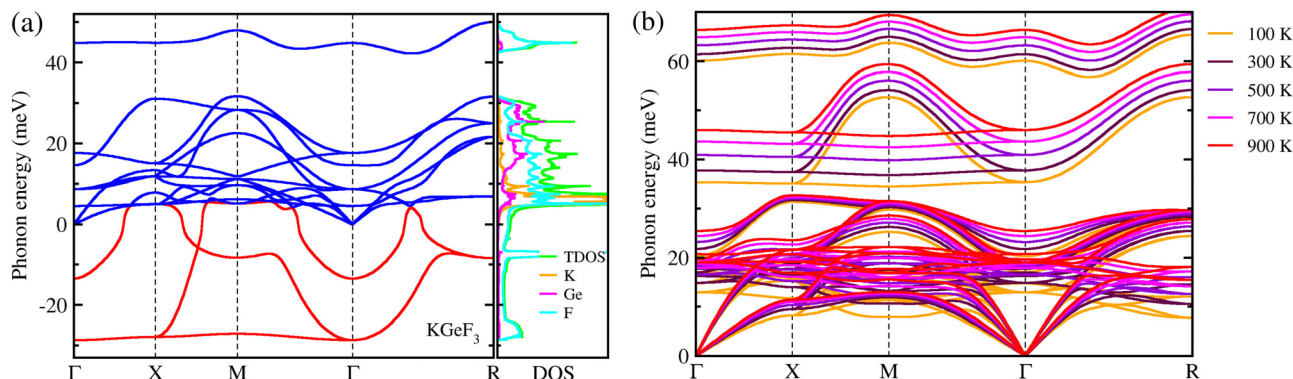 (a)
Phonon energy (meV)
40
20
0
-20
-40
Γ X M Γ R DOS
KGeF3
TDOS
K
Ge
F
(b)
Phonon energy (meV)
60
40
20
0
Γ X M Γ R
100 K
300 K
500 K
700 K
900 K